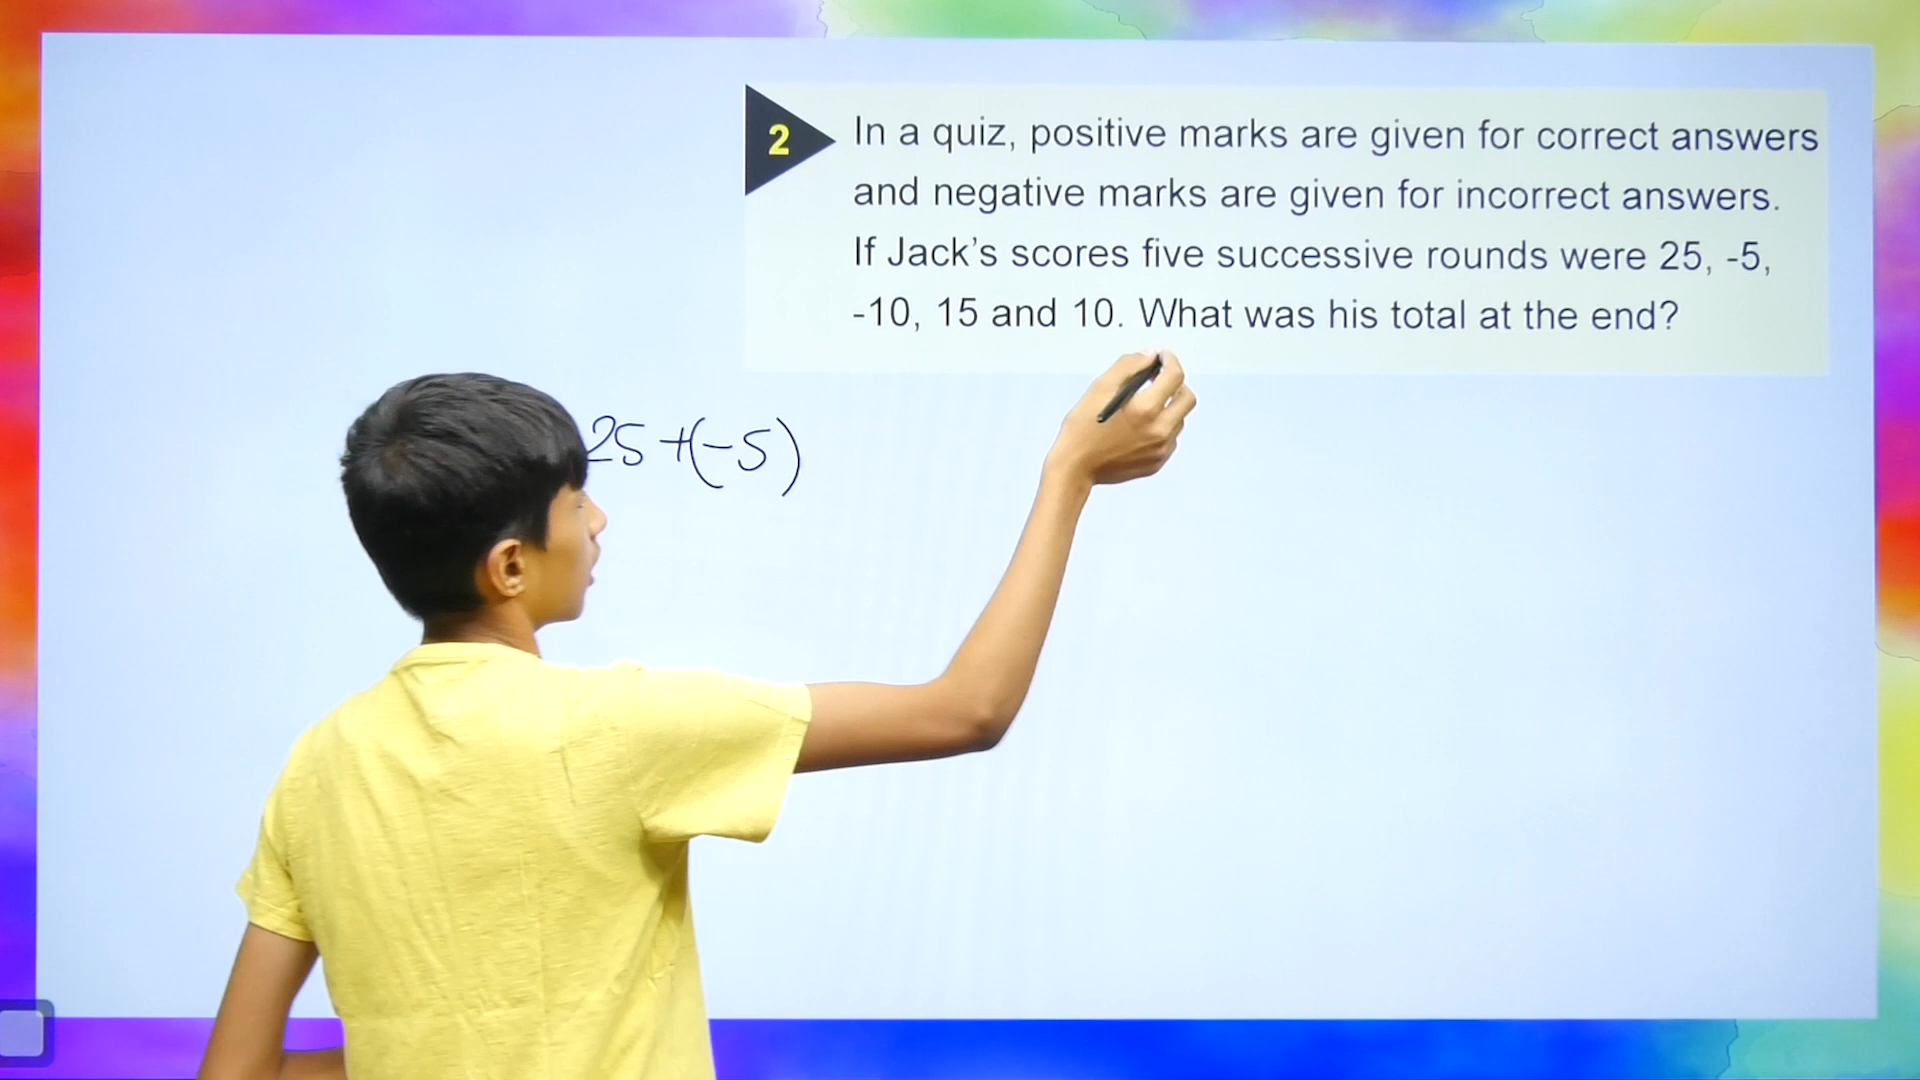 2
In a quiz, positive marks are given for correct answers
and negative marks are given for incorrect answers.
If Jack’s scores five successive rounds were 25, -5,
-10, 15 and 10. What was his total at the end?
25 +(-5)